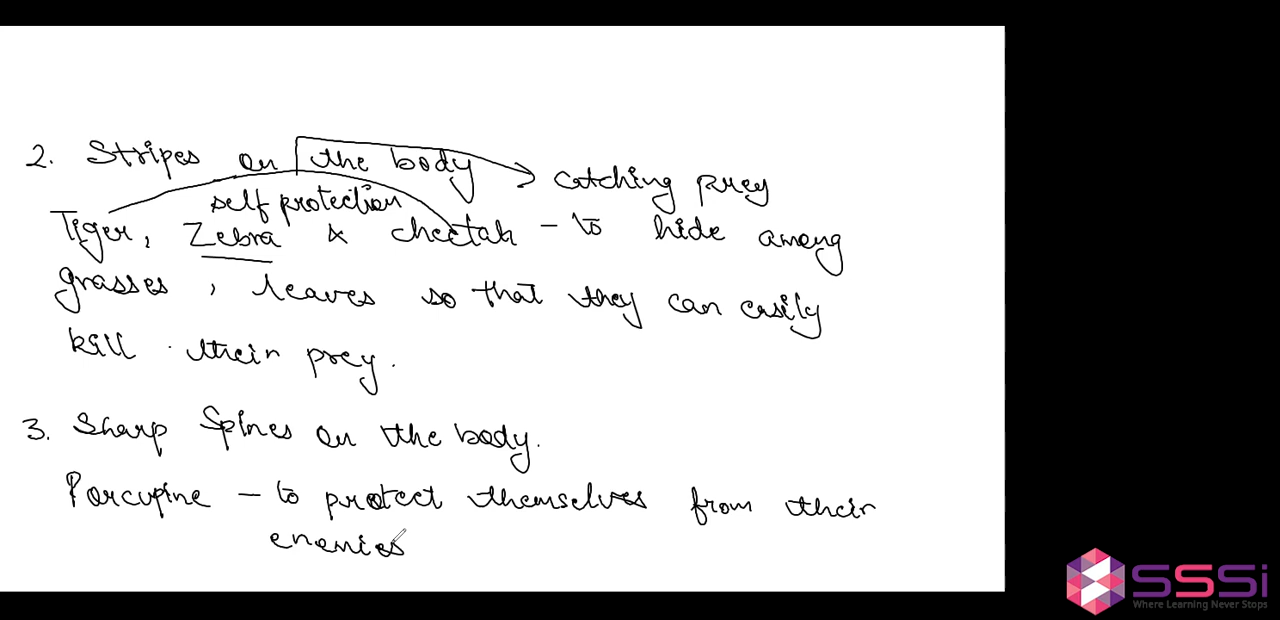 2. Stripes on the body → catching prey
self protection
Tiger, Zebra & cheetah - to hide among
grasses, leaves so that they can easily
kill their prey.
3. Sharp Spines on the body.
Porcupine - to protect themselves from their
enemies
SSSi
Where Learning Never Stops